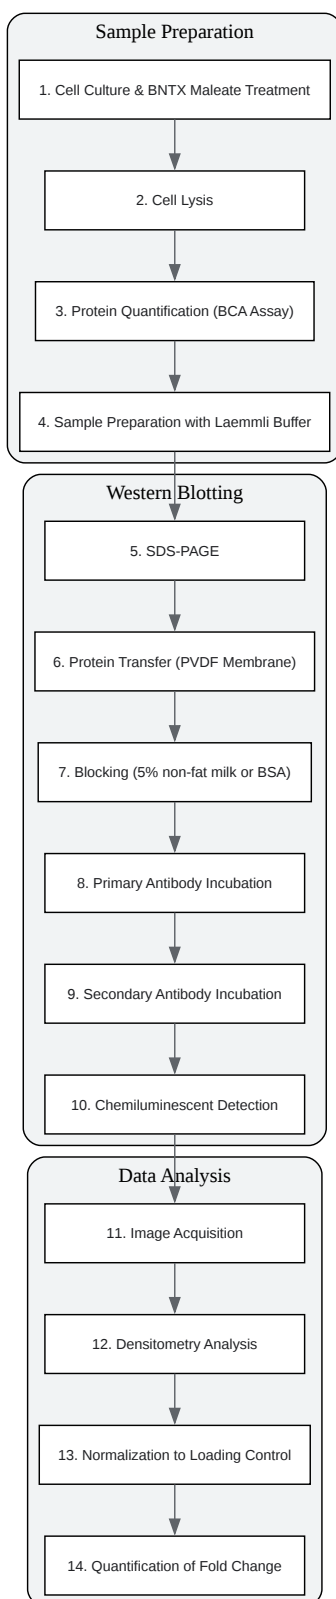 Sample Preparation
1. Cell Culture & BNTX Maleate Treatment
2. Cell Lysis
3. Protein Quantification (BCA Assay)
4. Sample Preparation with Laemmli Buffer
Western Blotting
5. SDS-PAGE
6. Protein Transfer (PVDF Membrane)
7. Blocking (5% non-fat milk or BSA)
8. Primary Antibody Incubation
9. Secondary Antibody Incubation
10. Chemiluminescent Detection
Data Analysis
11. Image Acquisition
12. Densitometry Analysis
13. Normalization to Loading Control
14. Quantification of Fold Change